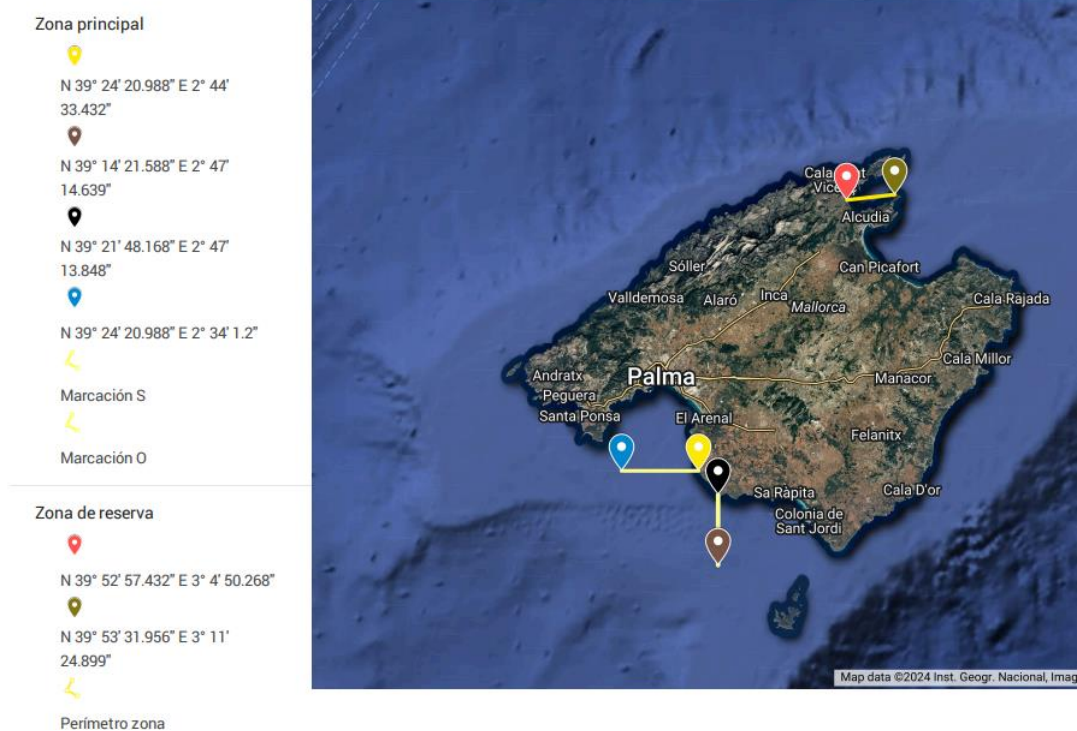 Zona principal
N 39° 24' 20.988" E 2° 44'
33.432"
N 39° 14' 21.588" E 2° 47'
14.639"
N 39° 21' 48.168" E 2° 47'
13.848"
N 39° 24' 20.988" E 2° 34' 1.2"
Marcación S
Marcación O
Zona de reserva
N 39° 52' 57.432" E 3° 4' 50.268"
N 39° 53' 31.956" E 3° 11'
24.899"
Perímetro zona
Alcudia
Can Picafort
Sóller
Valldemosa
Alaró
Inca
Mallorca
Cala Rajada
Cala Millor
Andratx
Palma
Manacor
Peguera
Santa Ponsa
El Arenal
Felanitx
Sa Ràpita
Cala D'or
Colonia de
Sant Jordi
Map data ©2024 Inst. Geogr. Nacional,